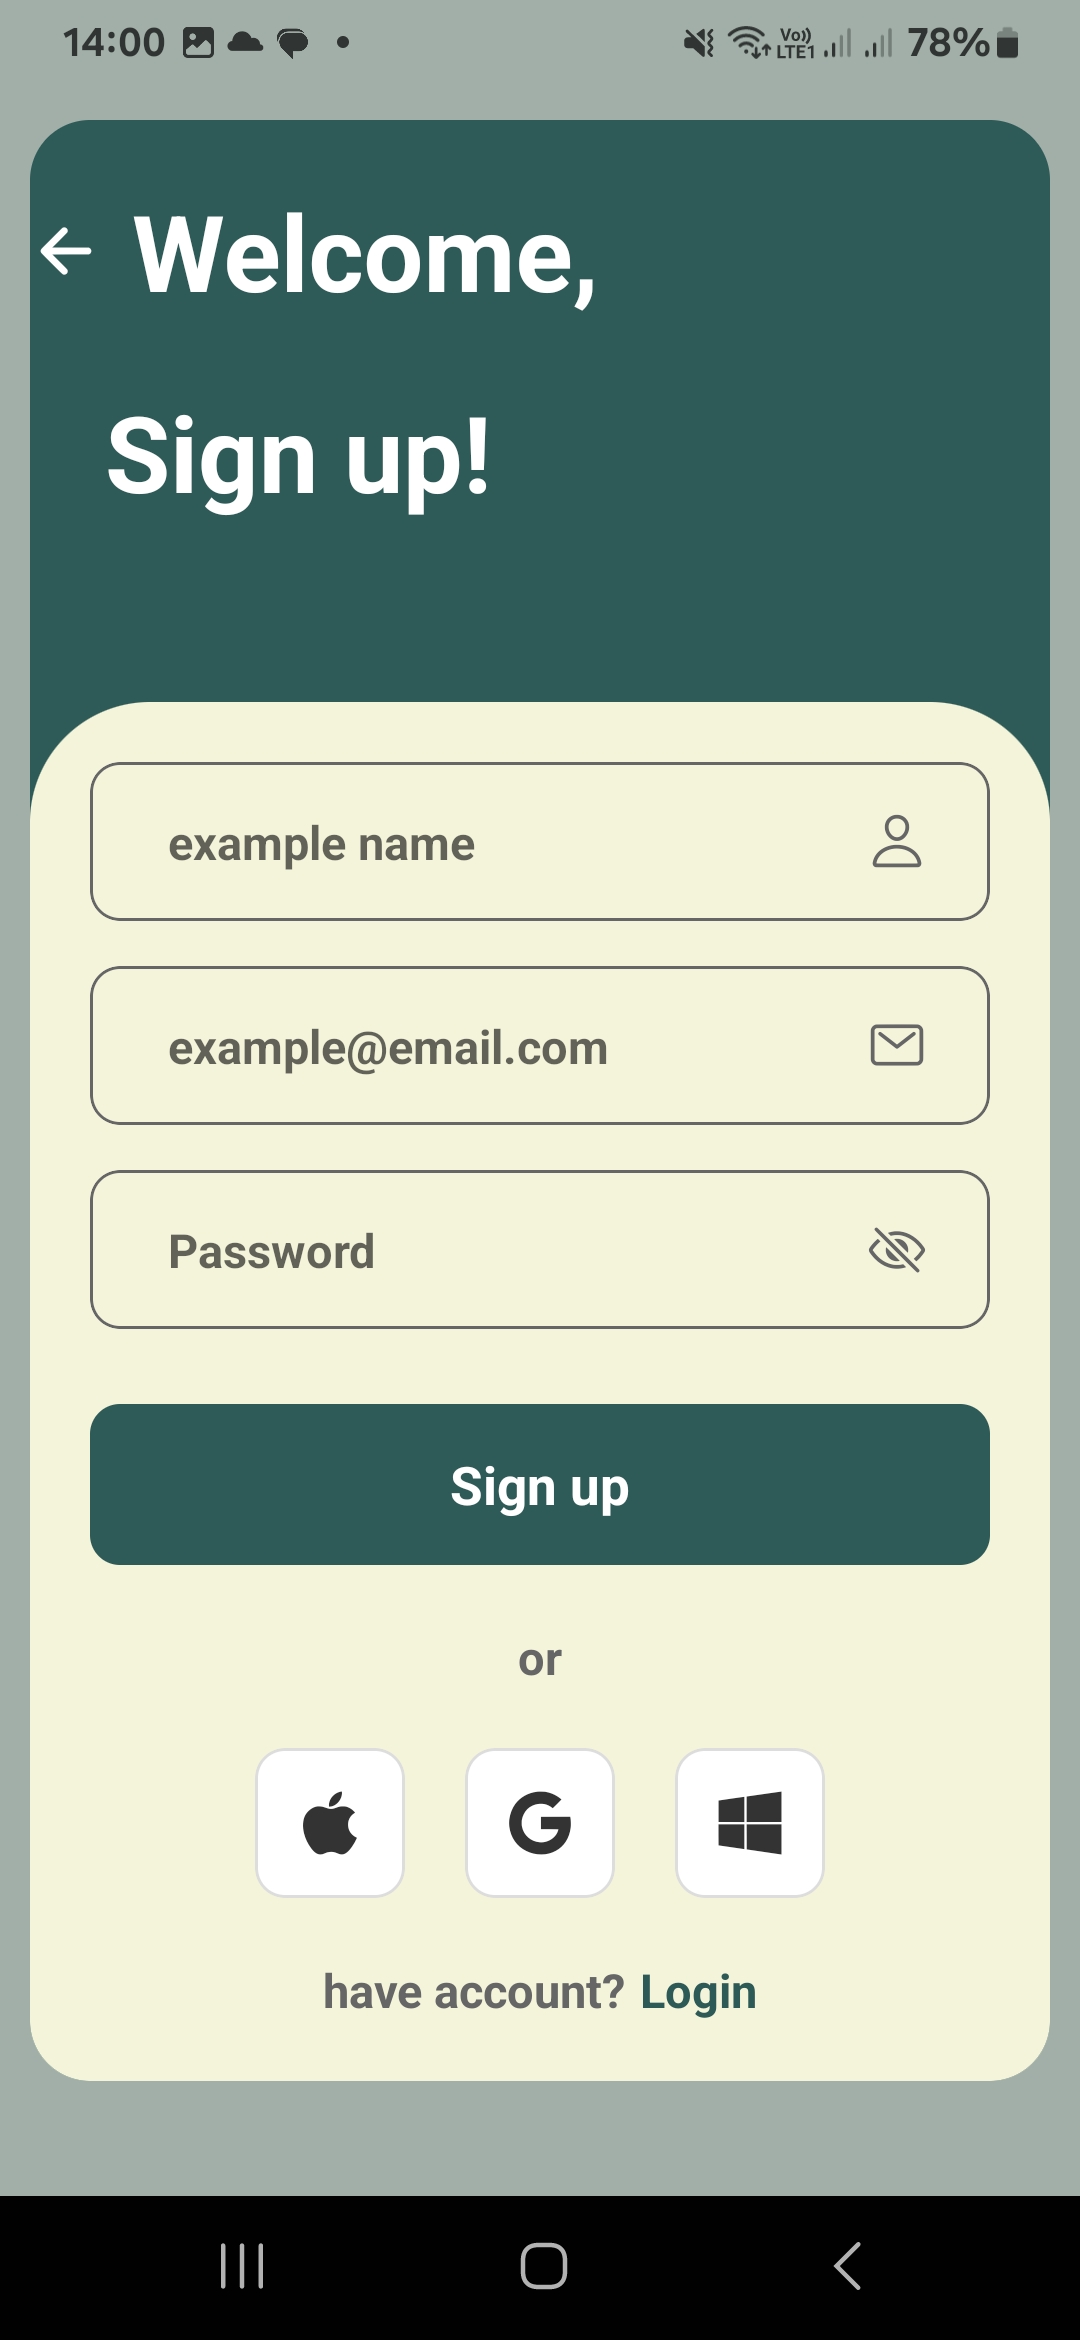 14:00 Vo)) LTE1 78%
Welcome,
Sign up!
example name
example@email.com
Password
Sign up
or
have account? Login